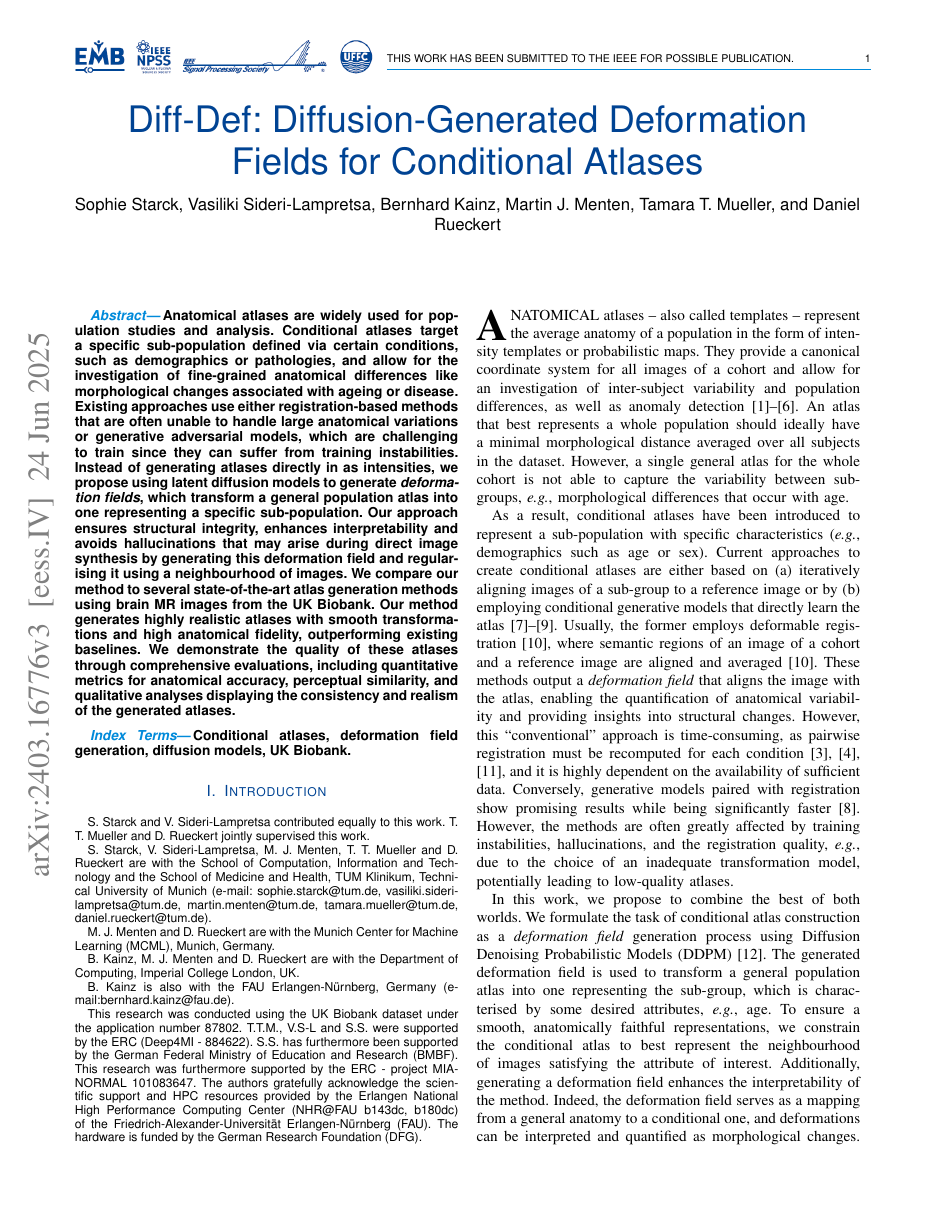 EMB
IEEE
NPSS
NUCLEAR & PLASMA
SCIENCES SOCIETY
IEEE
Signal Processing Society
UFFC
THIS WORK HAS BEEN SUBMITTED TO THE IEEE FOR POSSIBLE PUBLICATION.
1
Diff-Def: Diffusion-Generated Deformation
Fields for Conditional Atlases
Sophie Starck, Vasiliki Sideri-Lampretsa, Bernhard Kainz, Martin J. Menten, Tamara T. Mueller, and Daniel
Rueckert
arXiv:2403.16776v3 [eess.IV] 24 Jun 2025
Abstract— Anatomical atlases are widely used for pop-
ulation studies and analysis. Conditional atlases target
a specific sub-population defined via certain conditions,
such as demographics or pathologies, and allow for the
investigation of fine-grained anatomical differences like
morphological changes associated with ageing or disease.
Existing approaches use either registration-based methods
that are often unable to handle large anatomical variations
or generative adversarial models, which are challenging
to train since they can suffer from training instabilities.
Instead of generating atlases directly in as intensities, we
propose using latent diffusion models to generate deforma-
tion fields, which transform a general population atlas into
one representing a specific sub-population. Our approach
ensures structural integrity, enhances interpretability and
avoids hallucinations that may arise during direct image
synthesis by generating this deformation field and regular-
ising it using a neighbourhood of images. We compare our
method to several state-of-the-art atlas generation methods
using brain MR images from the UK Biobank. Our method
generates highly realistic atlases with smooth transforma-
tions and high anatomical fidelity, outperforming existing
baselines. We demonstrate the quality of these atlases
through comprehensive evaluations, including quantitative
metrics for anatomical accuracy, perceptual similarity, and
qualitative analyses displaying the consistency and realism
of the generated atlases.
Index Terms— Conditional atlases, deformation field
generation, diffusion models, UK Biobank.
I. INTRODUCTION
S. Starck and V. Sideri-Lampretsa contributed equally to this work. T.
T. Mueller and D. Rueckert jointly supervised this work.
S. Starck, V. Sideri-Lampretsa, M. J. Menten, T. T. Mueller and D.
Rueckert are with the School of Computation, Information and Tech-
nology and the School of Medicine and Health, TUM Klinikum, Techni-
cal University of Munich (e-mail: sophie.starck@tum.de, vasiliki.sideri-
lampretsa@tum.de, martin.menten@tum.de, tamara.mueller@tum.de,
daniel.rueckert@tum.de).
M. J. Menten and D. Rueckert are with the Munich Center for Machine
Learning (MCML), Munich, Germany.
B. Kainz, M. J. Menten and D. Rueckert are with the Department of
Computing, Imperial College London, UK.
B. Kainz is also with the FAU Erlangen-Nürnberg, Germany (e-
mail:bernhard.kainz@fau.de).
This research was conducted using the UK Biobank dataset under
the application number 87802. T.T.M., V.S-L and S.S. were supported
by the ERC (Deep4MI - 884622). S.S. has furthermore been supported
by the German Federal Ministry of Education and Research (BMBF).
This research was furthermore supported by the ERC - project MIA-
NORMAL 101083647. The authors gratefully acknowledge the scien-
tific support and HPC resources provided by the Erlangen National
High Performance Computing Center (NHR@FAU b143dc, b180dc)
of the Friedrich-Alexander-Universität Erlangen-Nürnberg (FAU). The
hardware is funded by the German Research Foundation (DFG).
ANATOMICAL atlases – also called templates – represent
the average anatomy of a population in the form of inten-
sity templates or probabilistic maps. They provide a canonical
coordinate system for all images of a cohort and allow for
an investigation of inter-subject variability and population
differences, as well as anomaly detection [1]–[6]. An atlas
that best represents a whole population should ideally have
a minimal morphological distance averaged over all subjects
in the dataset. However, a single general atlas for the whole
cohort is not able to capture the variability between sub-
groups, e.g., morphological differences that occur with age.
As a result, conditional atlases have been introduced to
represent a sub-population with specific characteristics (e.g.,
demographics such as age or sex). Current approaches to
create conditional atlases are either based on (a) iteratively
aligning images of a sub-group to a reference image or by (b)
employing conditional generative models that directly learn the
atlas [7]–[9]. Usually, the former employs deformable regis-
tration [10], where semantic regions of an image of a cohort
and a reference image are aligned and averaged [10]. These
methods output a deformation field that aligns the image with
the atlas, enabling the quantification of anatomical variabil-
ity and providing insights into structural changes. However,
this “conventional” approach is time-consuming, as pairwise
registration must be recomputed for each condition [3], [4],
[11], and it is highly dependent on the availability of sufficient
data. Conversely, generative models paired with registration
show promising results while being significantly faster [8].
However, the methods are often greatly affected by training
instabilities, hallucinations, and the registration quality, e.g.,
due to the choice of an inadequate transformation model,
potentially leading to low-quality atlases.
In this work, we propose to combine the best of both
worlds. We formulate the task of conditional atlas construction
as a deformation field generation process using Diffusion
Denoising Probabilistic Models (DDPM) [12]. The generated
deformation field is used to transform a general population
atlas into one representing the sub-group, which is charac-
terised by some desired attributes, e.g., age. To ensure a
smooth, anatomically faithful representations, we constrain
the conditional atlas to best represent the neighbourhood
of images satisfying the attribute of interest. Additionally,
generating a deformation field enhances the interpretability of
the method. Indeed, the deformation field serves as a mapping
from a general anatomy to a conditional one, and deformations
can be interpreted and quantified as morphological changes.